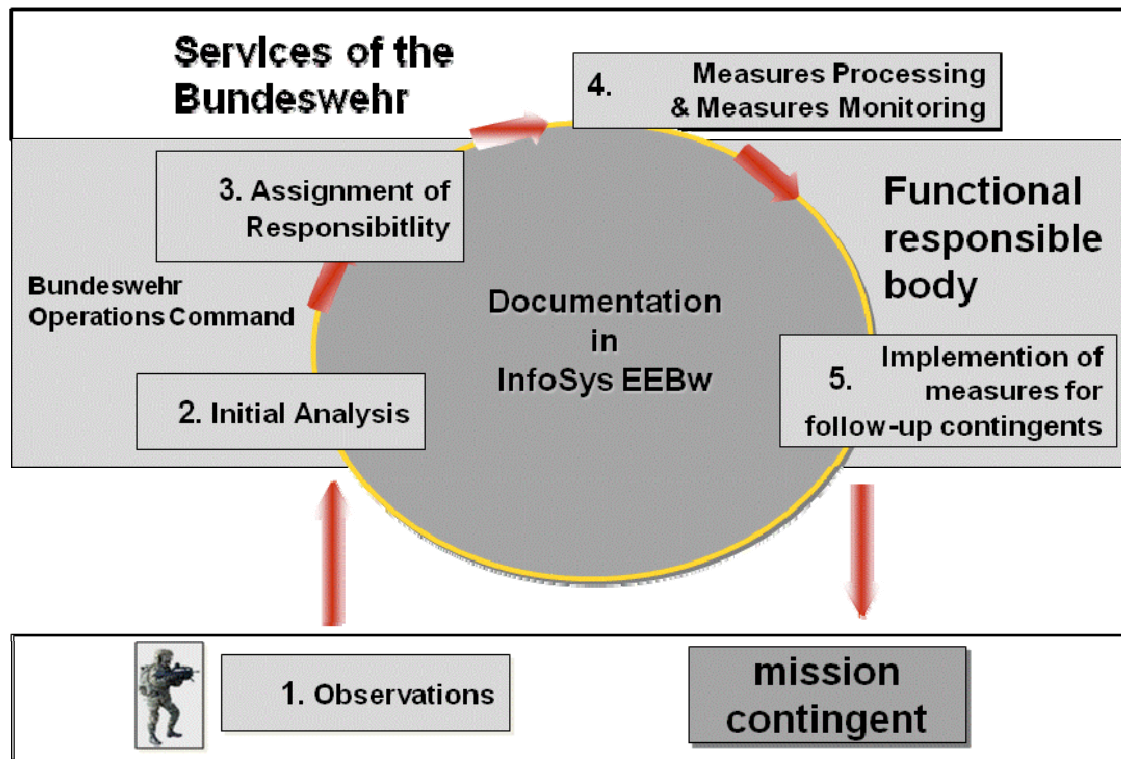 Services of the
Bundeswehr
4. Measures Processing
& Measures Monitoring
3. Assignment of
Responsibitlity
Functional
responsible
body
Bundeswehr
Operations Command
Documentation
in
InfoSys EEBw
2. Initial Analysis
5. Implemention of
measures for
follow-up contingents
1. Observations
mission
contingent